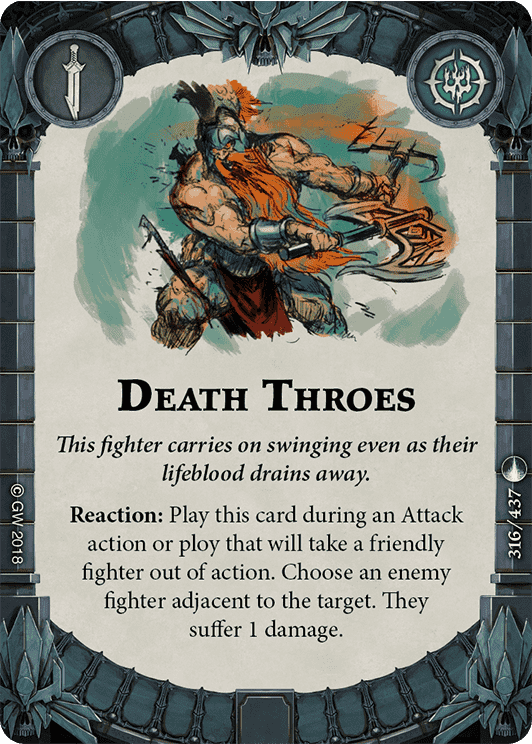 Death Throes
This fighter carries on swinging even as their
lifeblood drains away.
Reaction: Play this card during an Attack
action or ploy that will take a friendly
fighter out of action. Choose an enemy
fighter adjacent to the target. They
suffer 1 damage.
© GW 2018
316/437